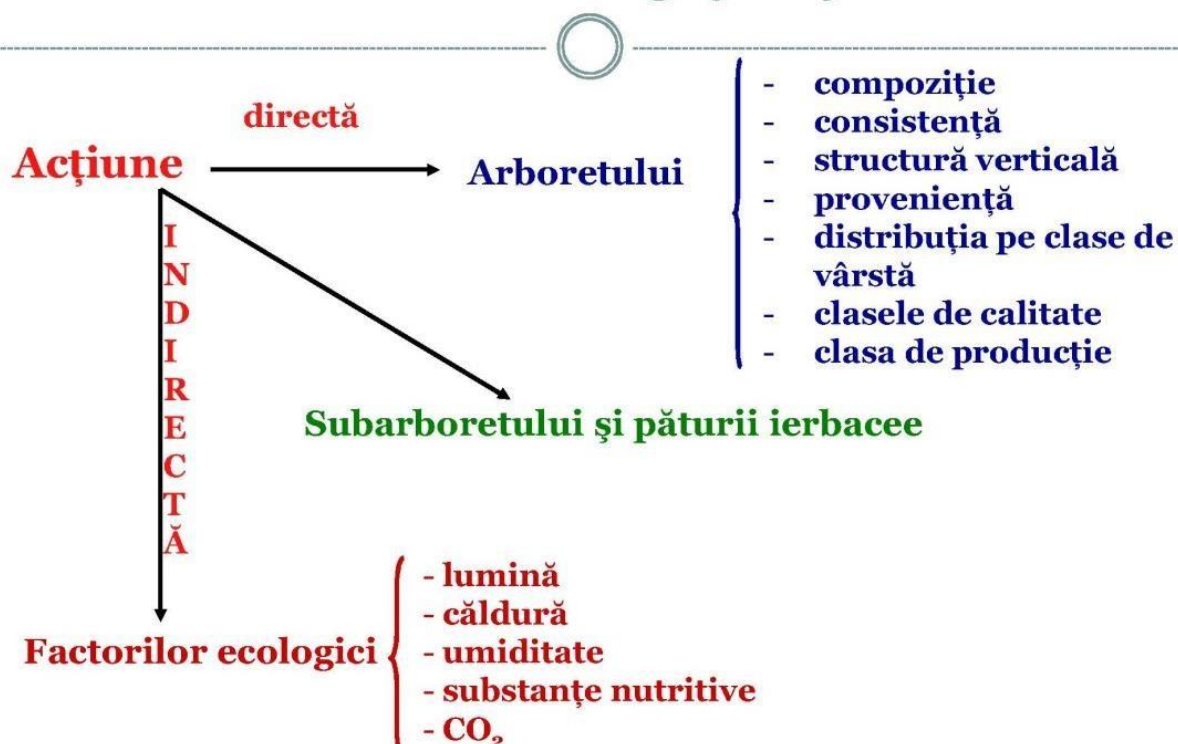 directă
Acțiune
Arboretului
- compoziție
- consistență
- structură verticală
- proveniență
- distribuția pe clase de
vârstă
- clasele de calitate
- clasa de producție
INDIRECTĂ
Subarboretului şi păturii ierbacee
Factorilor ecologici
- lumină
- căldură
- umiditate
- substanțe nutritive
- CO₂